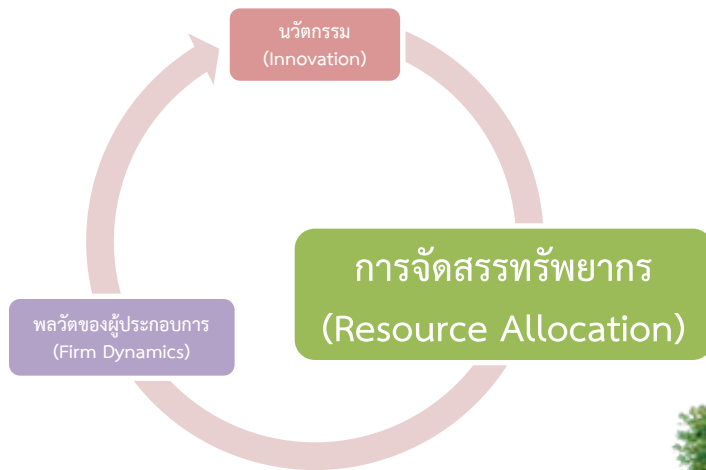 นวัตกรรม
(Innovation)
การจัดสรรทรัพยากร
(Resource Allocation)
พลวัตของผู้ประกอบการ
(Firm Dynamics)